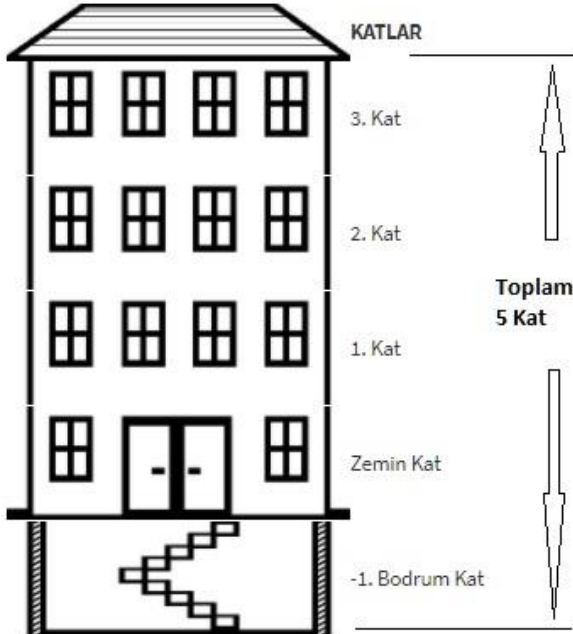 KATLAR
3. Kat
2. Kat
Toplam
5 Kat
1. Kat
Zemin Kat
-1. Bodrum Kat